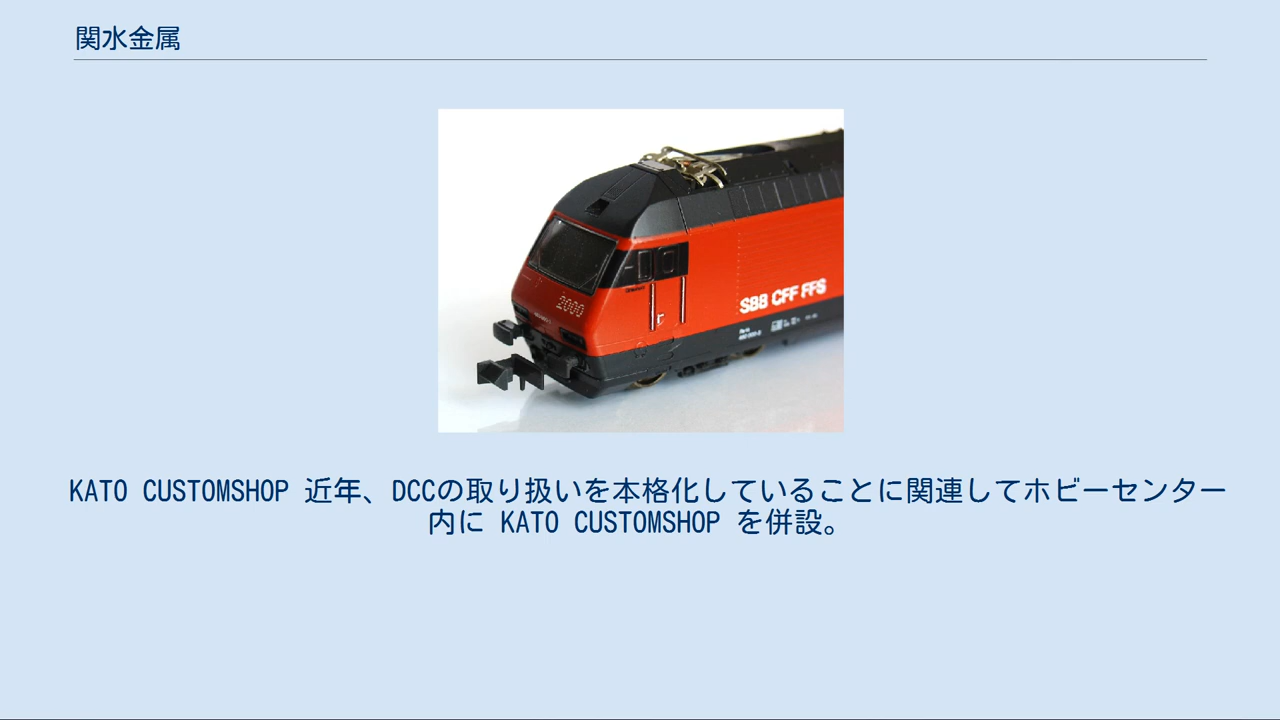 関水金属
2000
SBB CFF FFS
KATO CUSTOMSHOP 近年、DCCの取り扱いを本格化していることに関連してホビーセンター
内に KATO CUSTOMSHOP を併設。